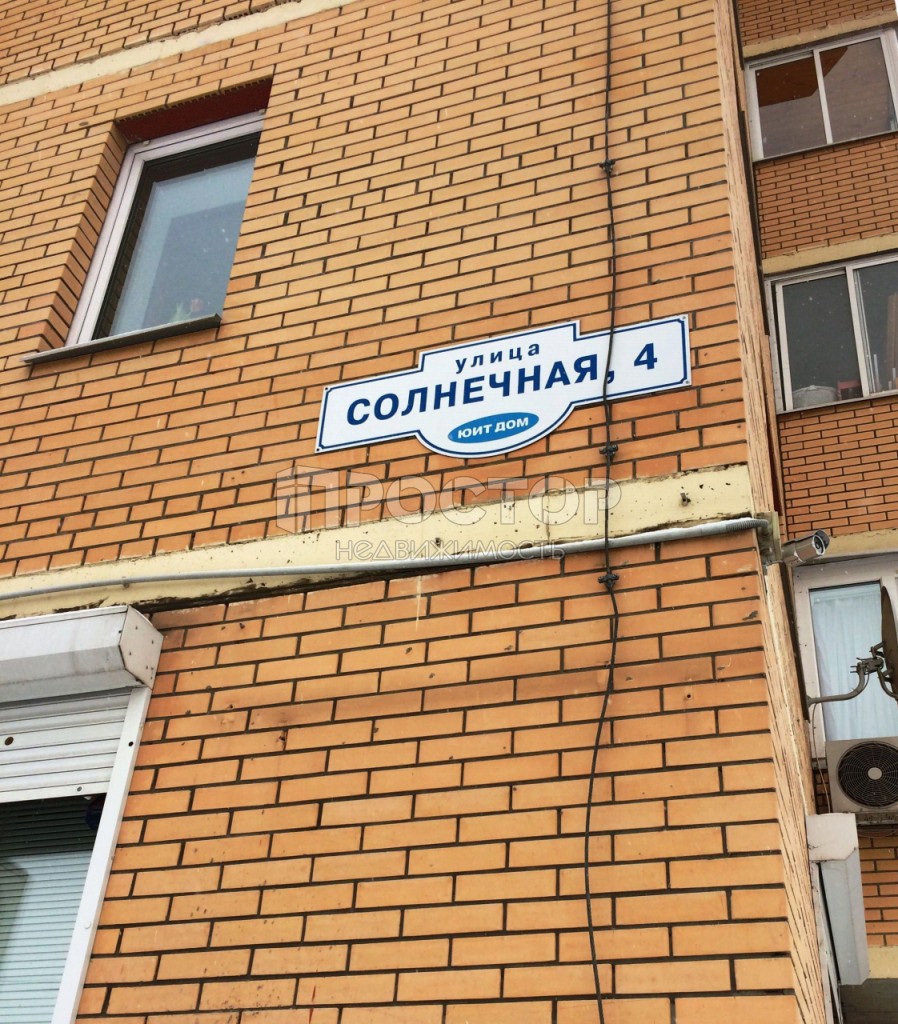 улица
СОЛНЕЧНАЯ, 4
ЮИТ ДОМ
ПРОСТОР
НЕДВИЖИМОСТЬ